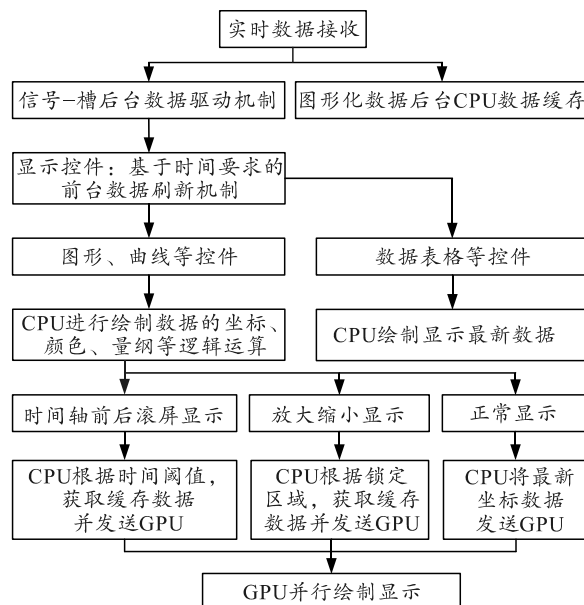 实时数据接收
信号-槽后台数据驱动机制
图形化数据后台CPU数据缓存
显示控件：基于时间要求的
前台数据刷新机制
图形、曲线等控件
数据表格等控件
CPU进行绘制数据的坐标、
颜色、量纲等逻辑运算
CPU绘制显示最新数据
时间轴前后滚屏显示
放大缩小显示
正常显示
CPU根据时间阈值，
获取缓存数据
并发送GPU
CPU根据锁定
区域，获取缓存
数据并发送GPU
CPU将最新
坐标数据
发送GPU
GPU并行绘制显示